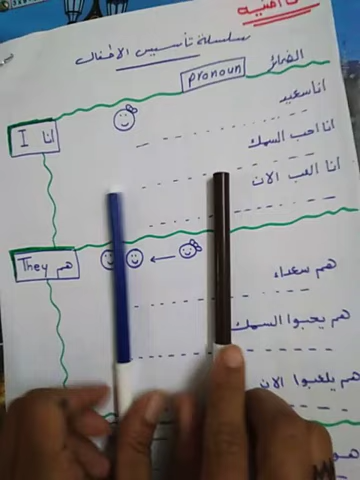 سلسلة تأسيس الأطفال
الضمائر
pronoun
انا سعيد
I انا
انا احب السمك
انا العب الان
They هم
هم سعداء
هم يحبوا السمك
هم يلعبوا الان